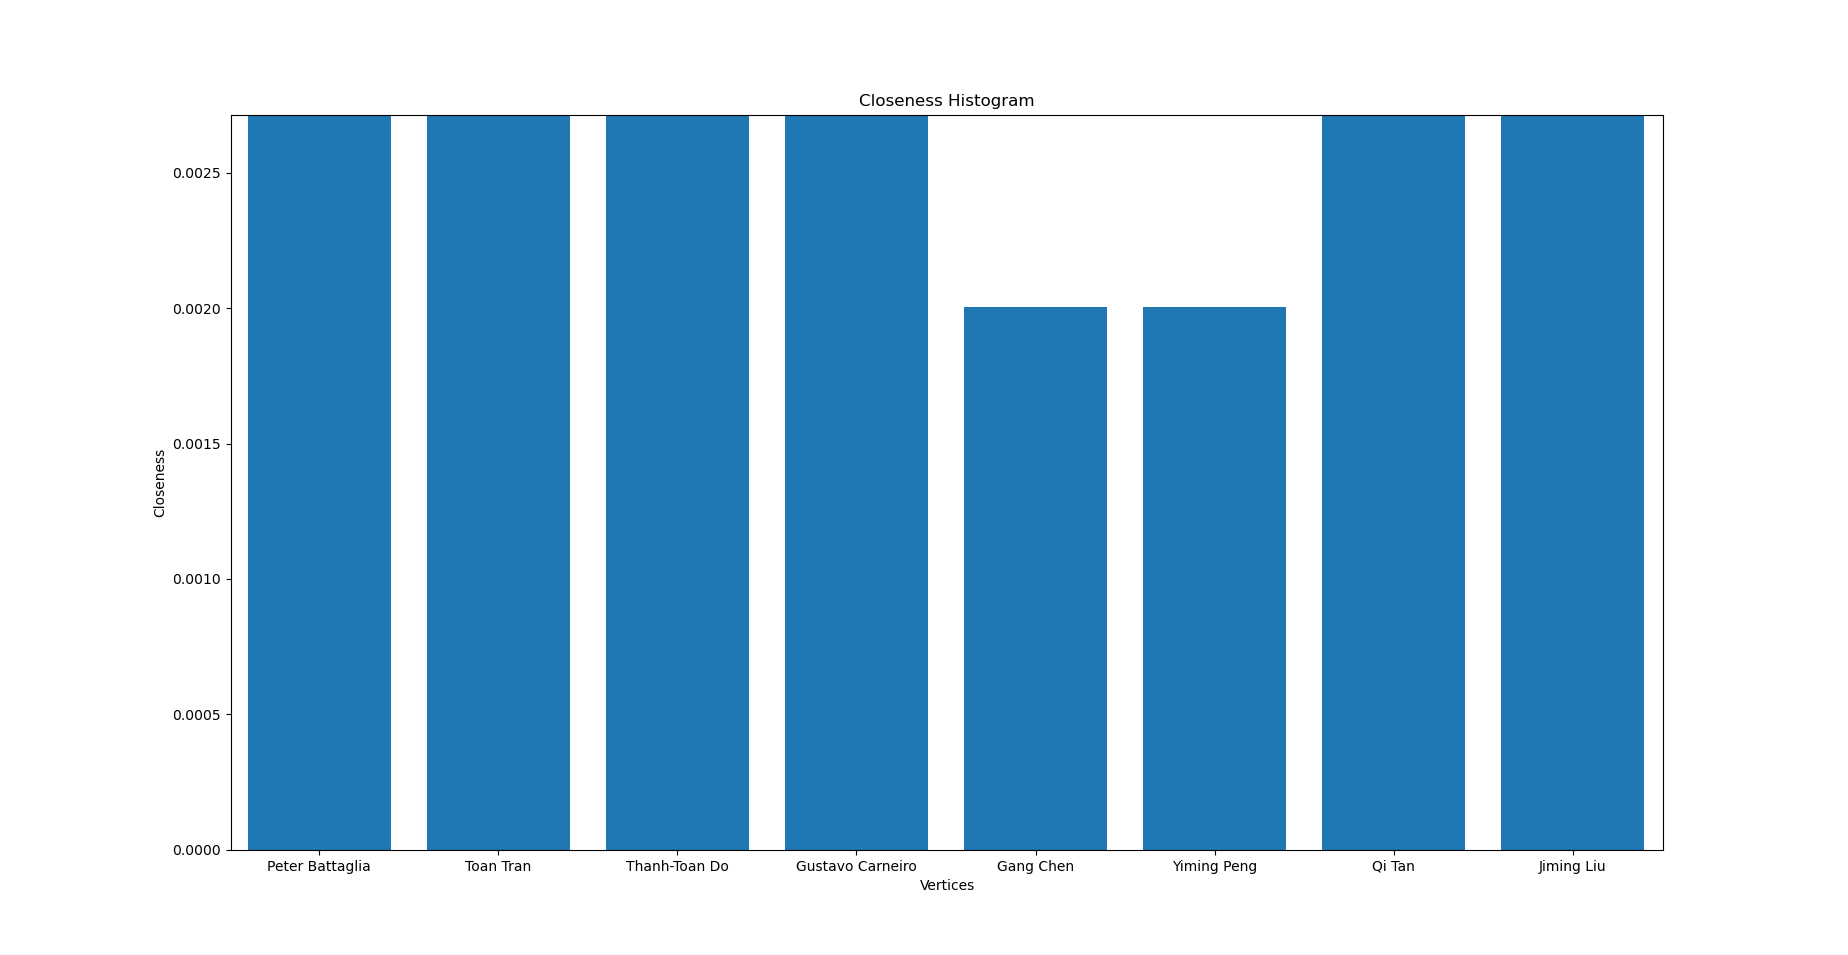 Closeness Histogram
0.0025
0.0020
0.0015
0.0010
0.0005
0.0000
Closeness
Peter Battaglia Toan Tran Thanh-Toan Do Gustavo Carneiro Gang Chen Yiming Peng Qi Tan Jiming Liu
Vertices